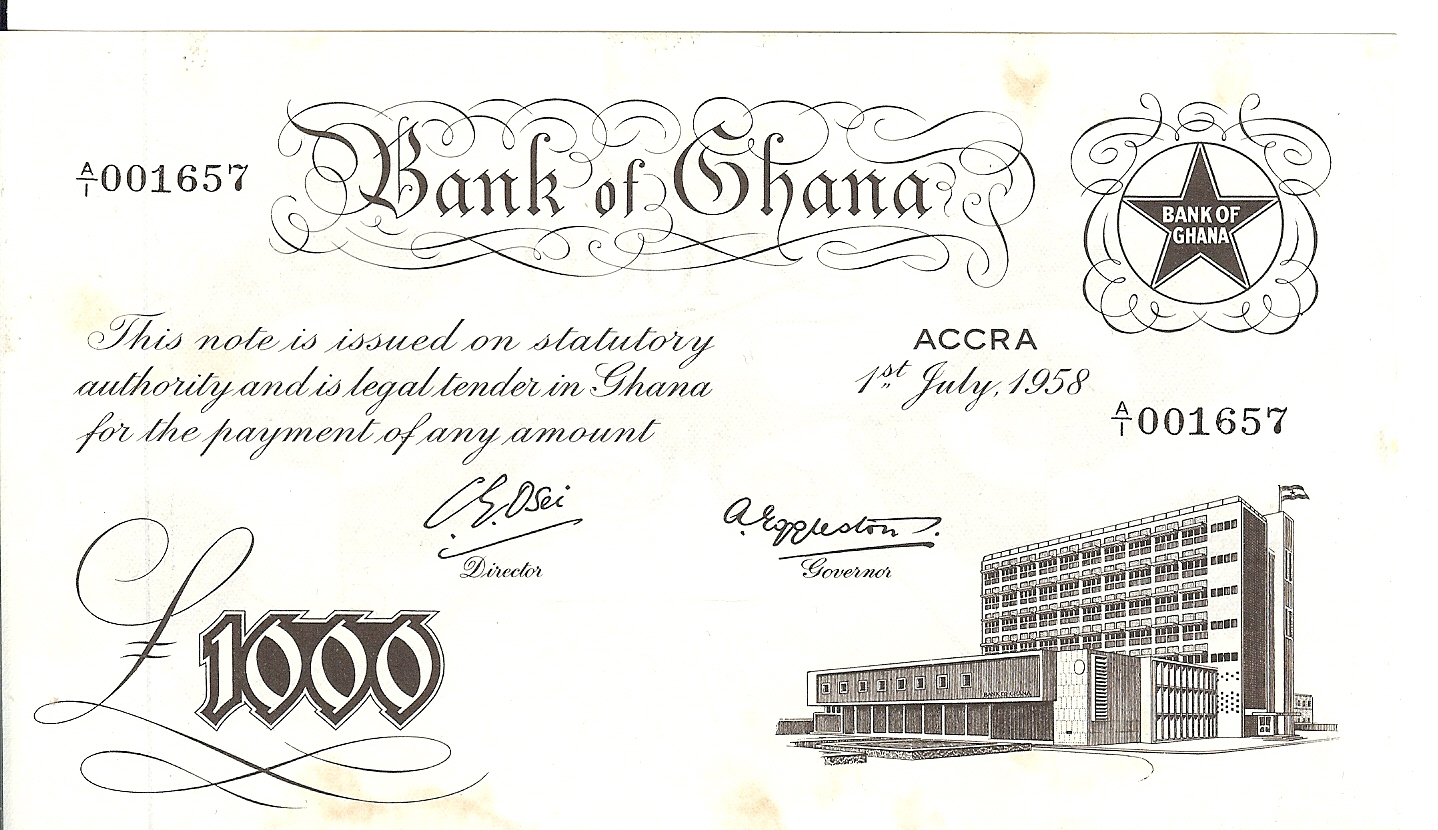 A/1 001657
Bank of Ghana
BANK OF
GHANA
This note is issued on statutory
authority and is legal tender in Ghana
for the payment of any amount
ACCRA
1st July, 1958
A/1 001657
C E. Osei
Director
A. Eggleston.
Governor
£1000
BANK OF GHANA